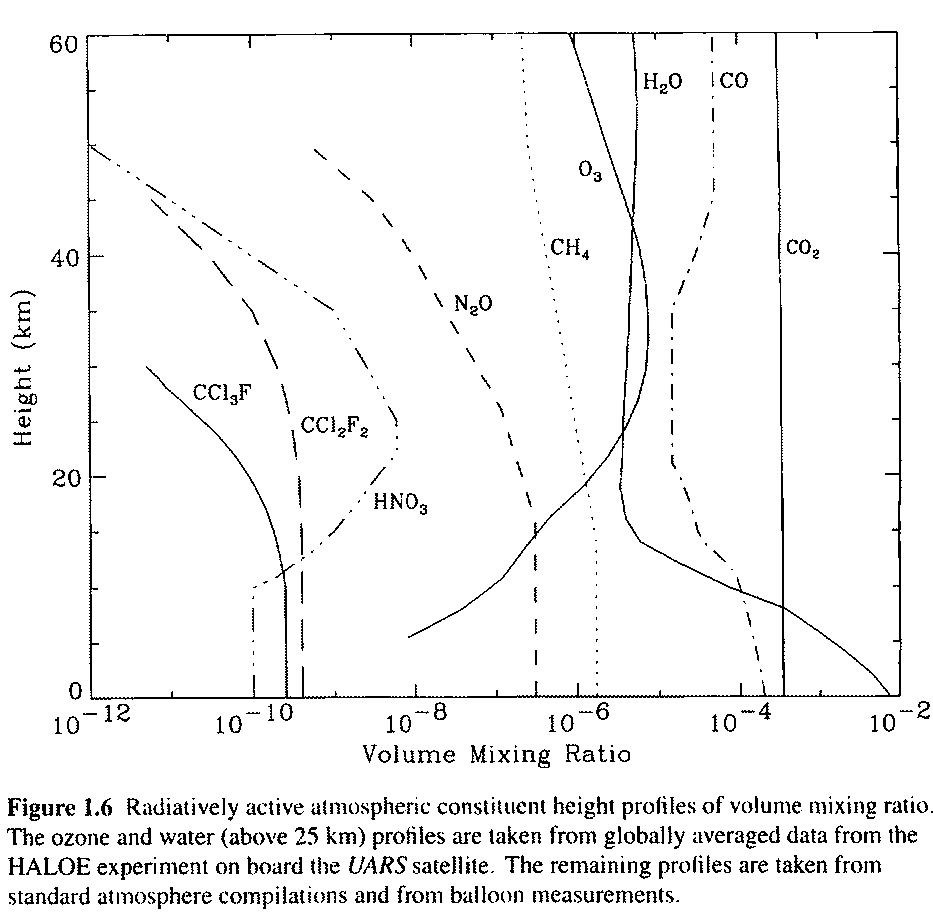 60
40
20
0
Height (km)
H₂O
CO
O₃
CH₄
CO₂
N₂O
CCl₃F
CCl₂F₂
HNO₃
10⁻¹² 10⁻¹⁰ 10⁻⁸ 10⁻⁶ 10⁻⁴ 10⁻²
Volume Mixing Ratio
Figure 1.6 Radiatively active atmospheric constituent height profiles of volume mixing ratio.
The ozone and water (above 25 km) profiles are taken from globally averaged data from the
HALOE experiment on board the UARS satellite. The remaining profiles are taken from
standard atmosphere compilations and from balloon measurements.